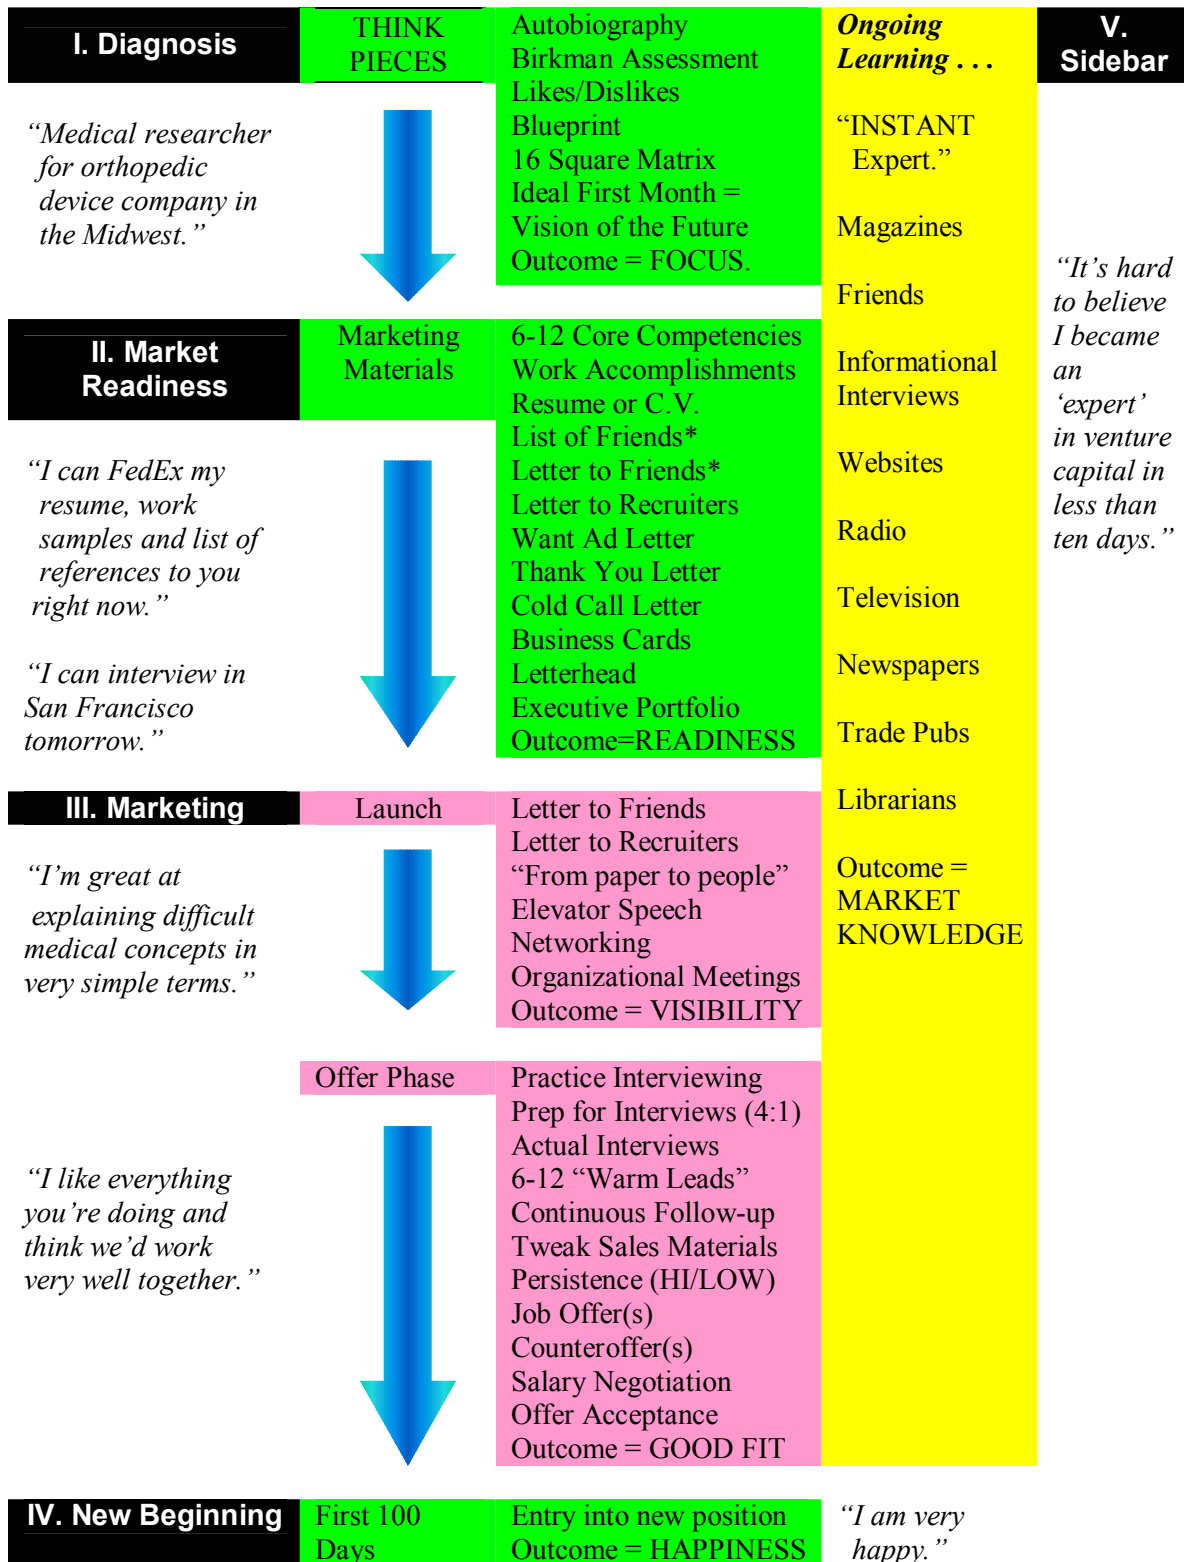 I. Diagnosis
THINK
PIECES
Autobiography
Birkman Assessment
Likes/Dislikes
Blueprint
16 Square Matrix
Ideal First Month =
Vision of the Future
Outcome = FOCUS.
“Medical researcher
for orthopedic
device company in
the Midwest.”
II. Market
Readiness
Marketing
Materials
6-12 Core Competencies
Work Accomplishments
Resume or C.V.
List of Friends*
Letter to Friends*
Letter to Recruiters
Want Ad Letter
Thank You Letter
Cold Call Letter
Business Cards
Letterhead
Executive Portfolio
Outcome=READINESS
“I can FedEx my
resume, work
samples and list of
references to you
right now.”
“I can interview in
San Francisco
tomorrow.”
III. Marketing
Launch
Letter to Friends
Letter to Recruiters
“From paper to people”
Elevator Speech
Networking
Organizational Meetings
Outcome = VISIBILITY
“I’m great at
explaining difficult
medical concepts in
very simple terms.”
Offer Phase
Practice Interviewing
Prep for Interviews (4:1)
Actual Interviews
6-12 “Warm Leads”
Continuous Follow-up
Tweak Sales Materials
Persistence (HI/LOW)
Job Offer(s)
Counteroffer(s)
Salary Negotiation
Offer Acceptance
Outcome = GOOD FIT
“I like everything
you’re doing and
think we’d work
very well together.”
Ongoing
Learning . . .
“INSTANT
Expert.”
Magazines
Friends
Informational
Interviews
Websites
Radio
Television
Newspapers
Trade Pubs
Librarians
Outcome =
MARKET
KNOWLEDGE
V.
Sidebar
“It’s hard
to believe
I became
an
‘expert’
in venture
capital in
less than
ten days.”
IV. New Beginning
First 100
Days
Entry into new position
Outcome = HAPPINESS
“I am very
happy.”